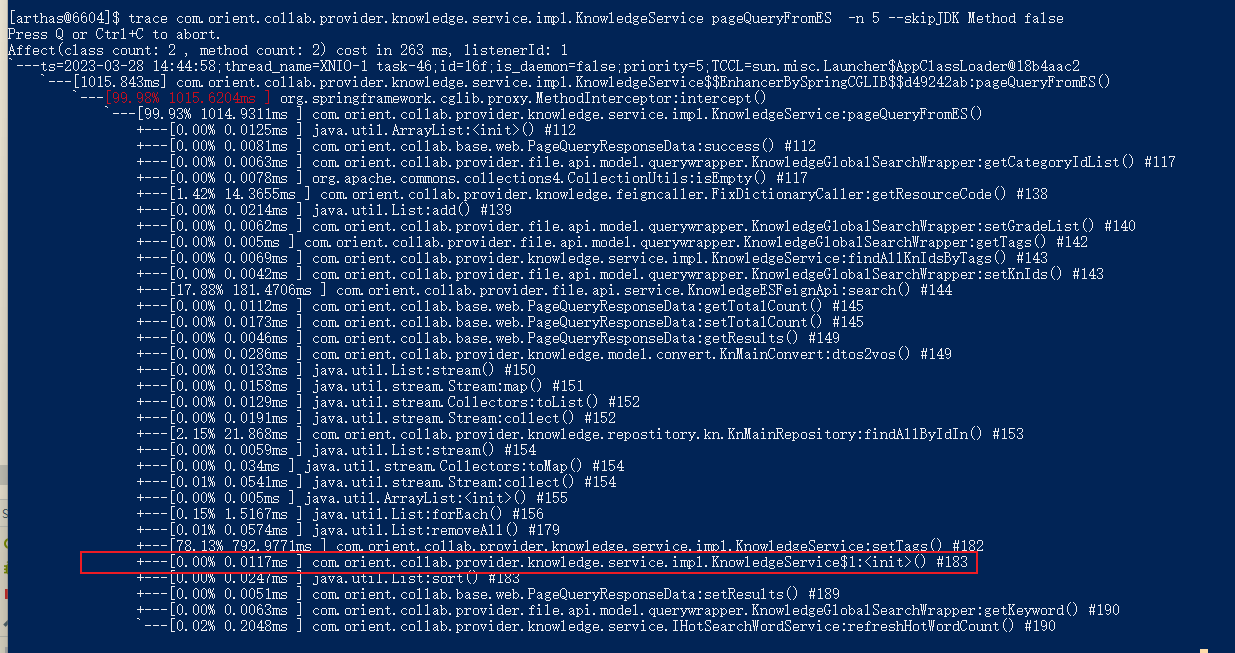 [arthas@6604]$ trace com.orient.collab.provider.knowledge.service.impl.KnowledgeService pageQueryFromES  -n 5 --skipJDK Method false
Press Q or Ctrl+C to abort.
Affect(class count: 2 , method count: 2) cost in 263 ms, listenerId: 1
`---ts=2023-03-28 14:44:58;thread_name=XNIO-1 task-46;id=16f;is_daemon=false;priority=5;TCCL=sun.misc.Launcher$AppClassLoader@18b4aac2
`---[1015.843ms] com.orient.collab.provider.knowledge.service.impl.KnowledgeService$$EnhancerBySpringCGLIB$$d49242ab:pageQueryFromES()
`---[99.98% 1015.6204ms ] org.springframework.cglib.proxy.MethodInterceptor:intercept()
`---[99.93% 1014.9311ms ] com.orient.collab.provider.knowledge.service.impl.KnowledgeService:pageQueryFromES()
+---[0.00% 0.0125ms ] java.util.ArrayList:<init>() #112
+---[0.00% 0.0081ms ] com.orient.collab.base.web.PageQueryResponseData:success() #112
+---[0.00% 0.0063ms ] com.orient.collab.provider.file.api.model.querywrapper.KnowledgeGlobalSearchWrapper:getCategoryIdList() #117
+---[0.00% 0.0078ms ] org.apache.commons.collections4.CollectionUtils:isEmpty() #117
+---[1.42% 14.3655ms ] com.orient.collab.provider.knowledge.feigncaller.FixDictionaryCaller:getResourceCode() #138
+---[0.00% 0.0214ms ] java.util.List:add() #139
+---[0.00% 0.0062ms ] com.orient.collab.provider.file.api.model.querywrapper.KnowledgeGlobalSearchWrapper:setGradeList() #140
+---[0.00% 0.005ms ] com.orient.collab.provider.file.api.model.querywrapper.KnowledgeGlobalSearchWrapper:getTags() #142
+---[0.00% 0.0069ms ] com.orient.collab.provider.knowledge.service.impl.KnowledgeService:findAllKnIdsByTags() #143
+---[0.00% 0.0042ms ] com.orient.collab.provider.file.api.model.querywrapper.KnowledgeGlobalSearchWrapper:setKnIds() #143
+---[17.88% 181.4706ms ] com.orient.collab.provider.file.api.service.KnowledgeESFeignApi:search() #144
+---[0.00% 0.0112ms ] com.orient.collab.base.web.PageQueryResponseData:getTotalCount() #145
+---[0.00% 0.0173ms ] com.orient.collab.base.web.PageQueryResponseData:setTotalCount() #145
+---[0.00% 0.0046ms ] com.orient.collab.base.web.PageQueryResponseData:getResults() #149
+---[0.00% 0.0286ms ] com.orient.collab.provider.knowledge.model.convert.KnMainConvert:dtos2vos() #149
+---[0.00% 0.0133ms ] java.util.List:stream() #150
+---[0.00% 0.0158ms ] java.util.stream.Stream:map() #151
+---[0.00% 0.0129ms ] java.util.stream.Collectors:toList() #152
+---[0.00% 0.0191ms ] java.util.stream.Stream:collect() #152
+---[2.15% 21.868ms ] com.orient.collab.provider.knowledge.repostitory.kn.KnMainRepository:findAllByIdIn() #153
+---[0.00% 0.0059ms ] java.util.List:stream() #154
+---[0.00% 0.034ms ] java.util.stream.Collectors:toMap() #154
+---[0.01% 0.0541ms ] java.util.stream.Stream:collect() #154
+---[0.00% 0.005ms ] java.util.ArrayList:<init>() #155
+---[0.15% 1.5167ms ] java.util.List:forEach() #156
+---[0.01% 0.0574ms ] java.util.List:removeAll() #179
+---[78.13% 792.9771ms ] com.orient.collab.provider.knowledge.service.impl.KnowledgeService:setTags() #182
+---[0.00% 0.0117ms ] com.orient.collab.provider.knowledge.service.impl.KnowledgeService$1:<init>() #183
+---[0.00% 0.0247ms ] java.util.List:sort() #183
+---[0.00% 0.0051ms ] com.orient.collab.base.web.PageQueryResponseData:setResults() #189
+---[0.00% 0.0063ms ] com.orient.collab.provider.file.api.model.querywrapper.KnowledgeGlobalSearchWrapper:getKeyword() #190
`---[0.02% 0.2048ms ] com.orient.collab.provider.knowledge.service.IHotSearchWordService:refreshHotWordCount() #190